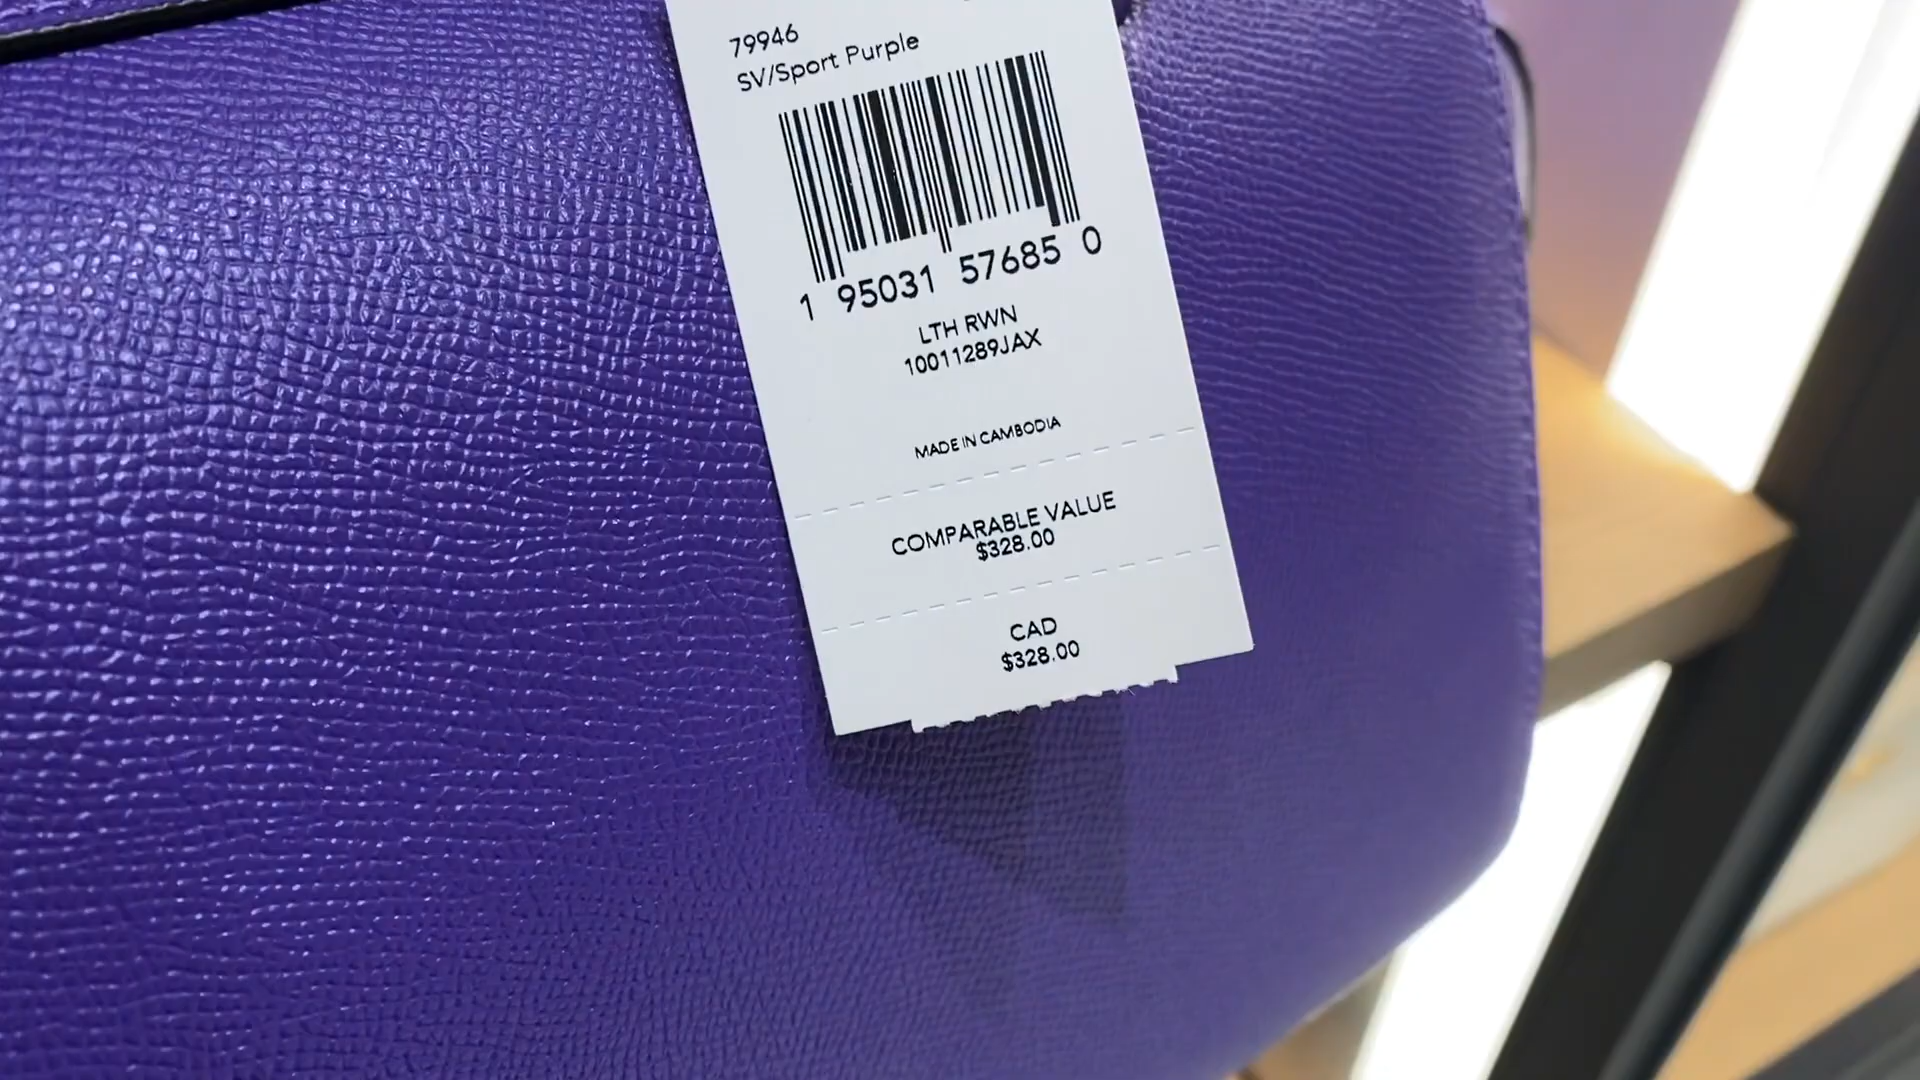 79946
SV/Sport Purple
1 95031 57685 0
LTH RWN
10011289JAX
MADE IN CAMBODIA
COMPARABLE VALUE
$328.00
CAD
$328.00